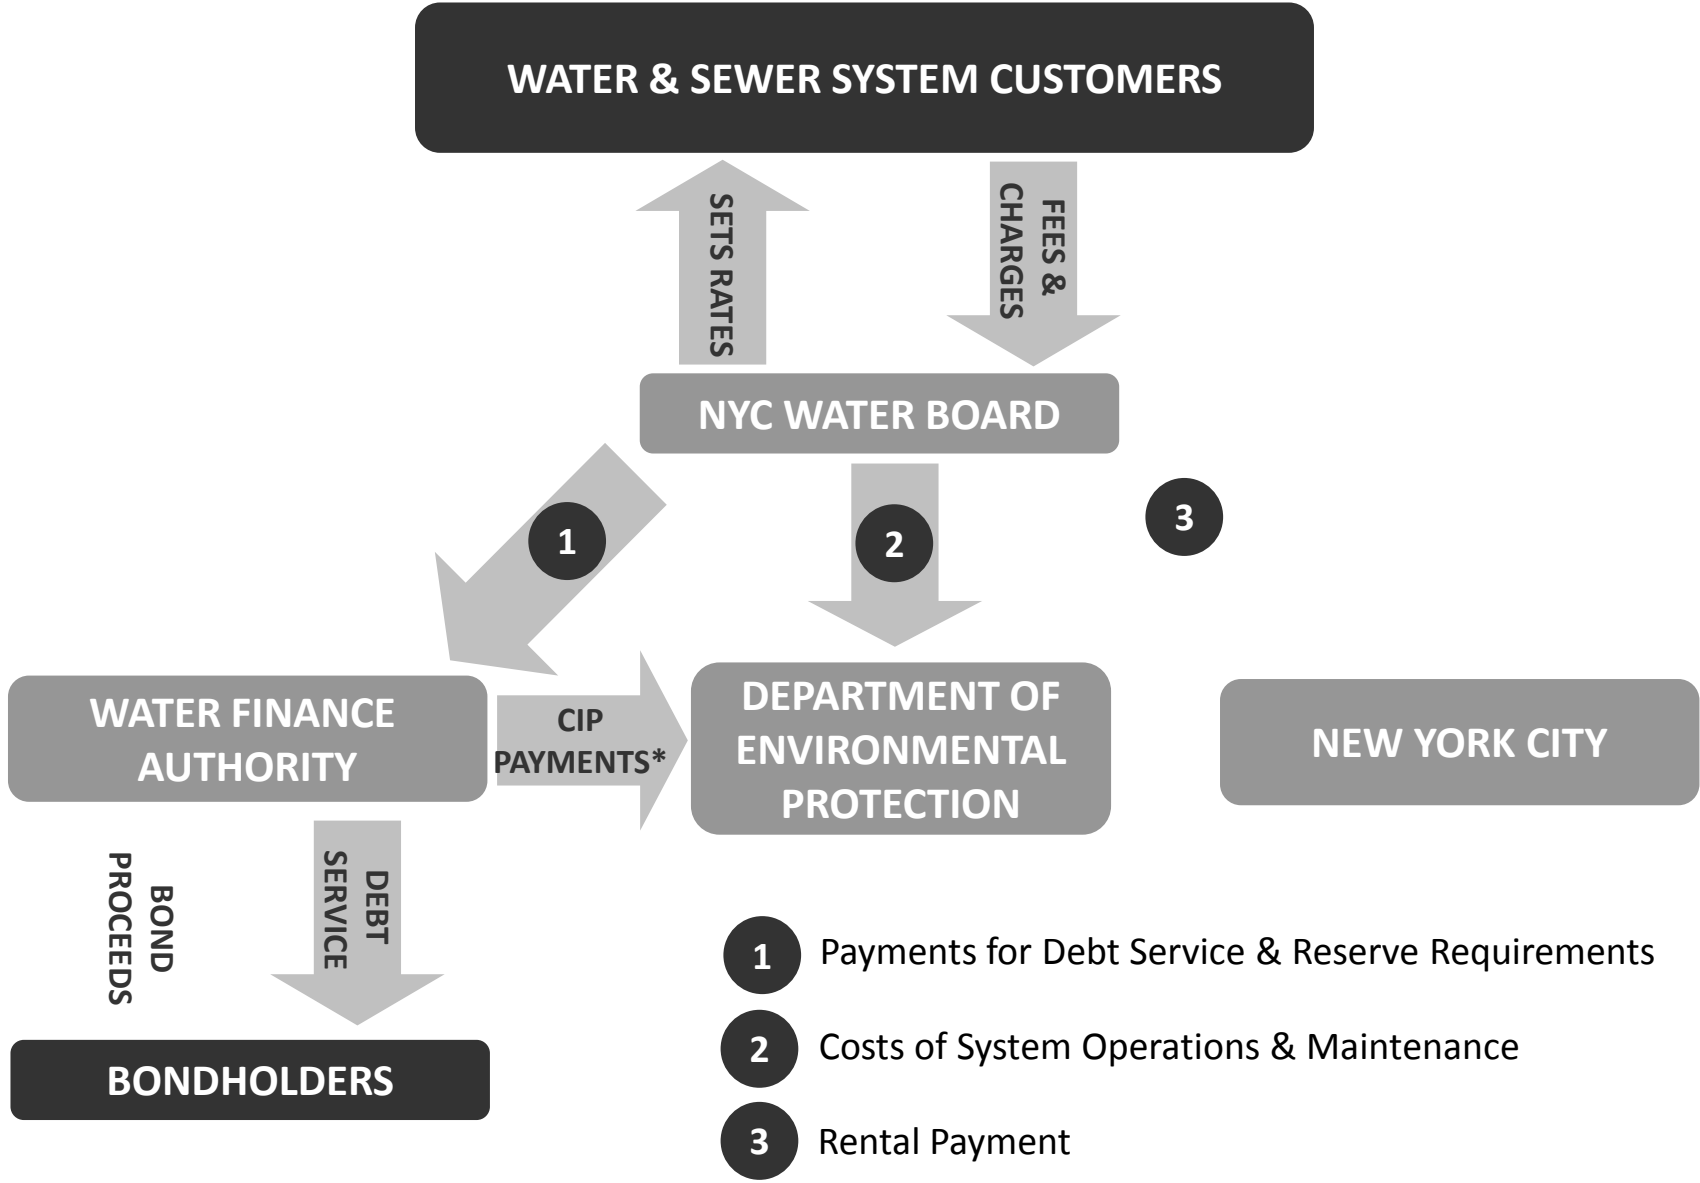 WATER & SEWER SYSTEM CUSTOMERS
SETS RATES
FEES &
CHARGES
NYC WATER BOARD
1
2
3
WATER FINANCE
AUTHORITY
CIP
PAYMENTS*
DEPARTMENT OF
ENVIRONMENTAL
PROTECTION
NEW YORK CITY
BOND
PROCEEDS
DEBT
SERVICE
BONDHOLDERS
1 Payments for Debt Service & Reserve Requirements
2 Costs of System Operations & Maintenance
3 Rental Payment